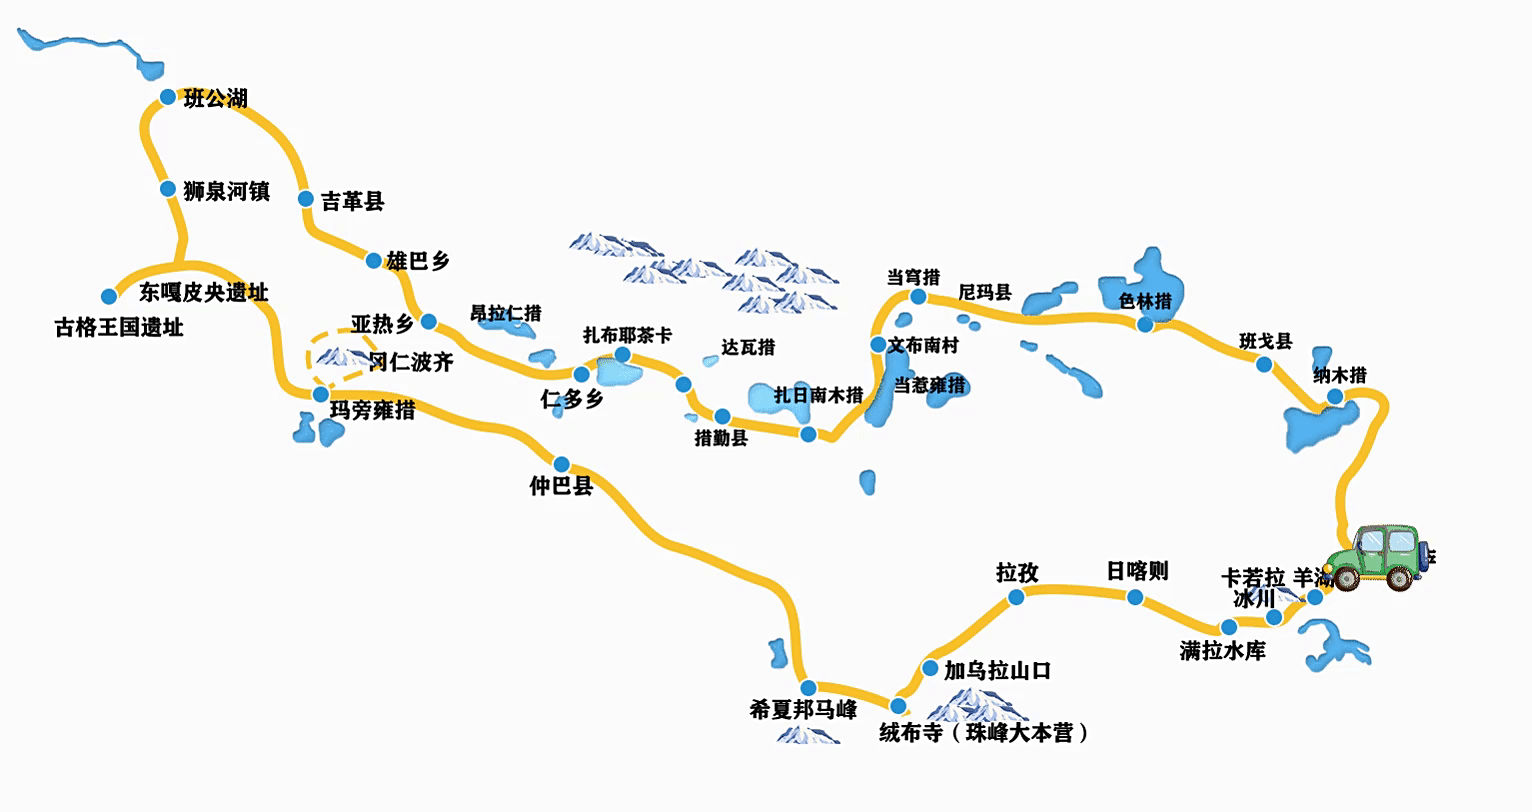 班公湖
狮泉河镇
吉革县
雄巴乡
东嘎皮央遗址
古格王国遗址
亚热乡
昂拉仁措
冈仁波齐
玛旁雍措
扎布耶茶卡
仁多乡
达瓦措
措勤县
扎日南木措
当穹措
尼玛县
文布南村
当惹雍措
色林措
班戈县
纳木措
仲巴县
希夏邦马峰
绒布寺（珠峰大本营）
加乌拉山口
拉孜
日喀则
满拉水库
卡若拉
冰川
羊湖